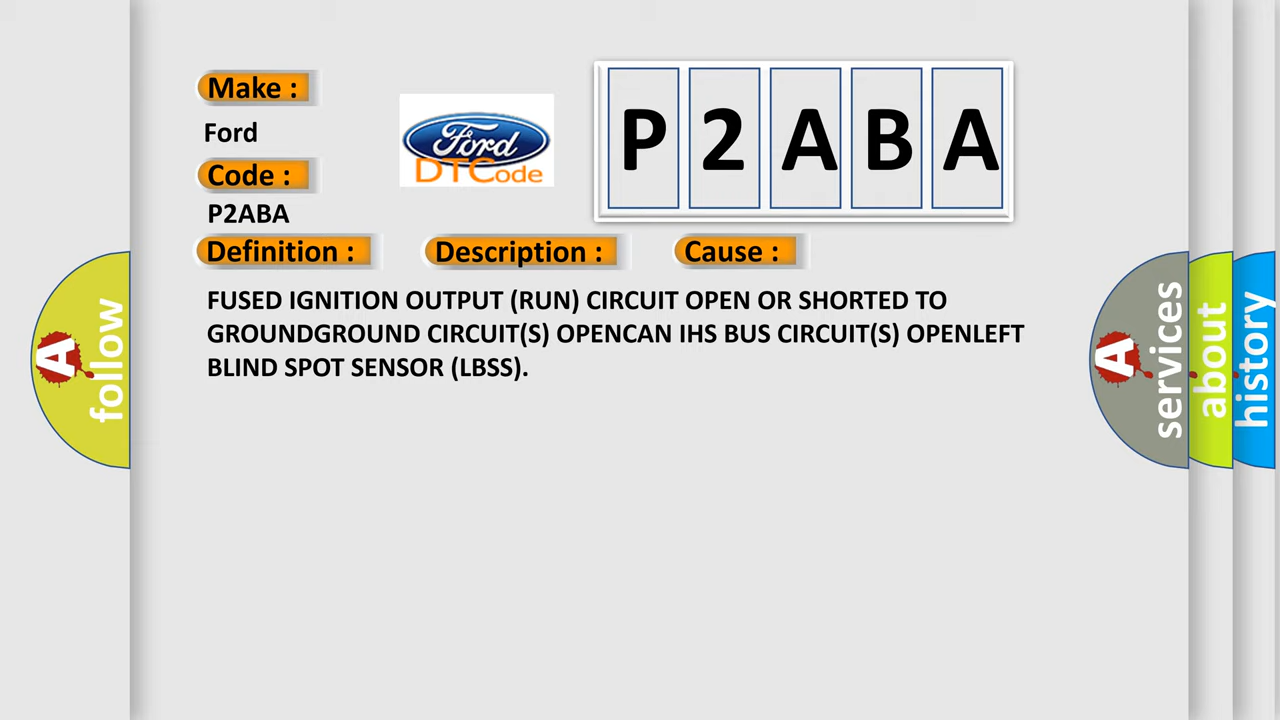 Make :
Ford
Code :
P2ABA
Ford
DTCode
P2ABA
Definition :
Description :
Cause :
FUSED IGNITION OUTPUT (RUN) CIRCUIT OPEN OR SHORTED TO
GROUNDGROUND CIRCUIT(S) OPENCAN IHS BUS CIRCUIT(S) OPENLEFT
BLIND SPOT SENSOR (LBSS).
A follow
A services
about
history